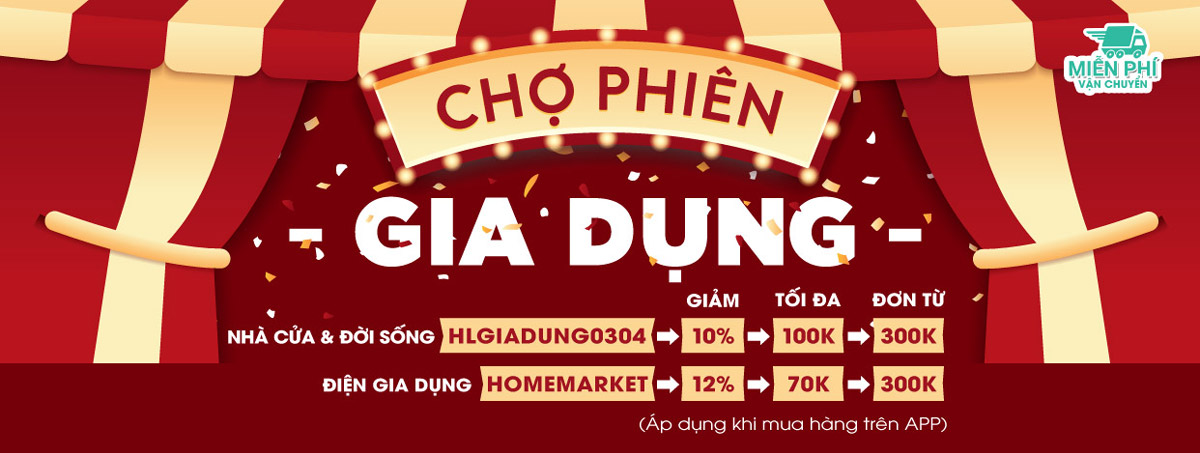 MIỄN PHÍ
VẬN CHUYỂN
CHỢ PHIÊN
- GIA DỤNG -
GIẢM TỐI ĐA ĐƠN TỪ
NHÀ CỬA & ĐỜI SỐNG HLGIADUNG0304 10% 100K 300K
ĐIỆN GIA DỤNG HOMEMARKET 12% 70K 300K
(Áp dụng khi mua hàng trên APP)